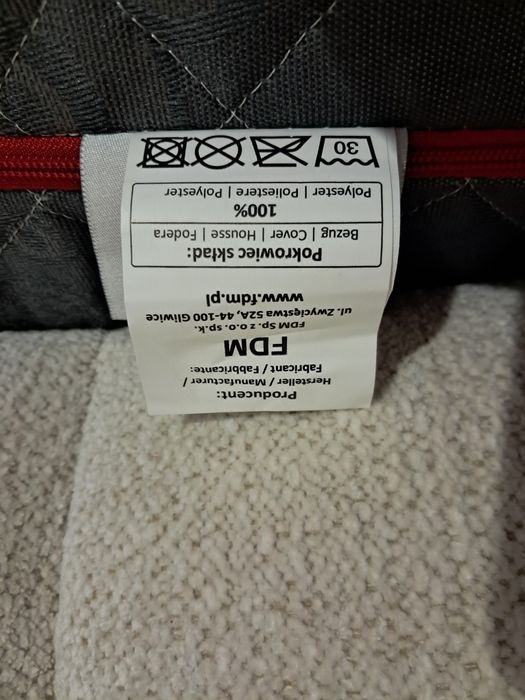 Producent:
Hersteller / Manufacturer /
Fabricant / Fabbricante:
FDM
FDM Sp. z o.o. sp.k.
ul. Zwycięstwa 52A, 44-100 Gliwice
www.fdm.pl
Pokrowiec skład:
Bezug | Cover | Housse | Fodera
100%
Polyester | Poliestere | Polyester
30